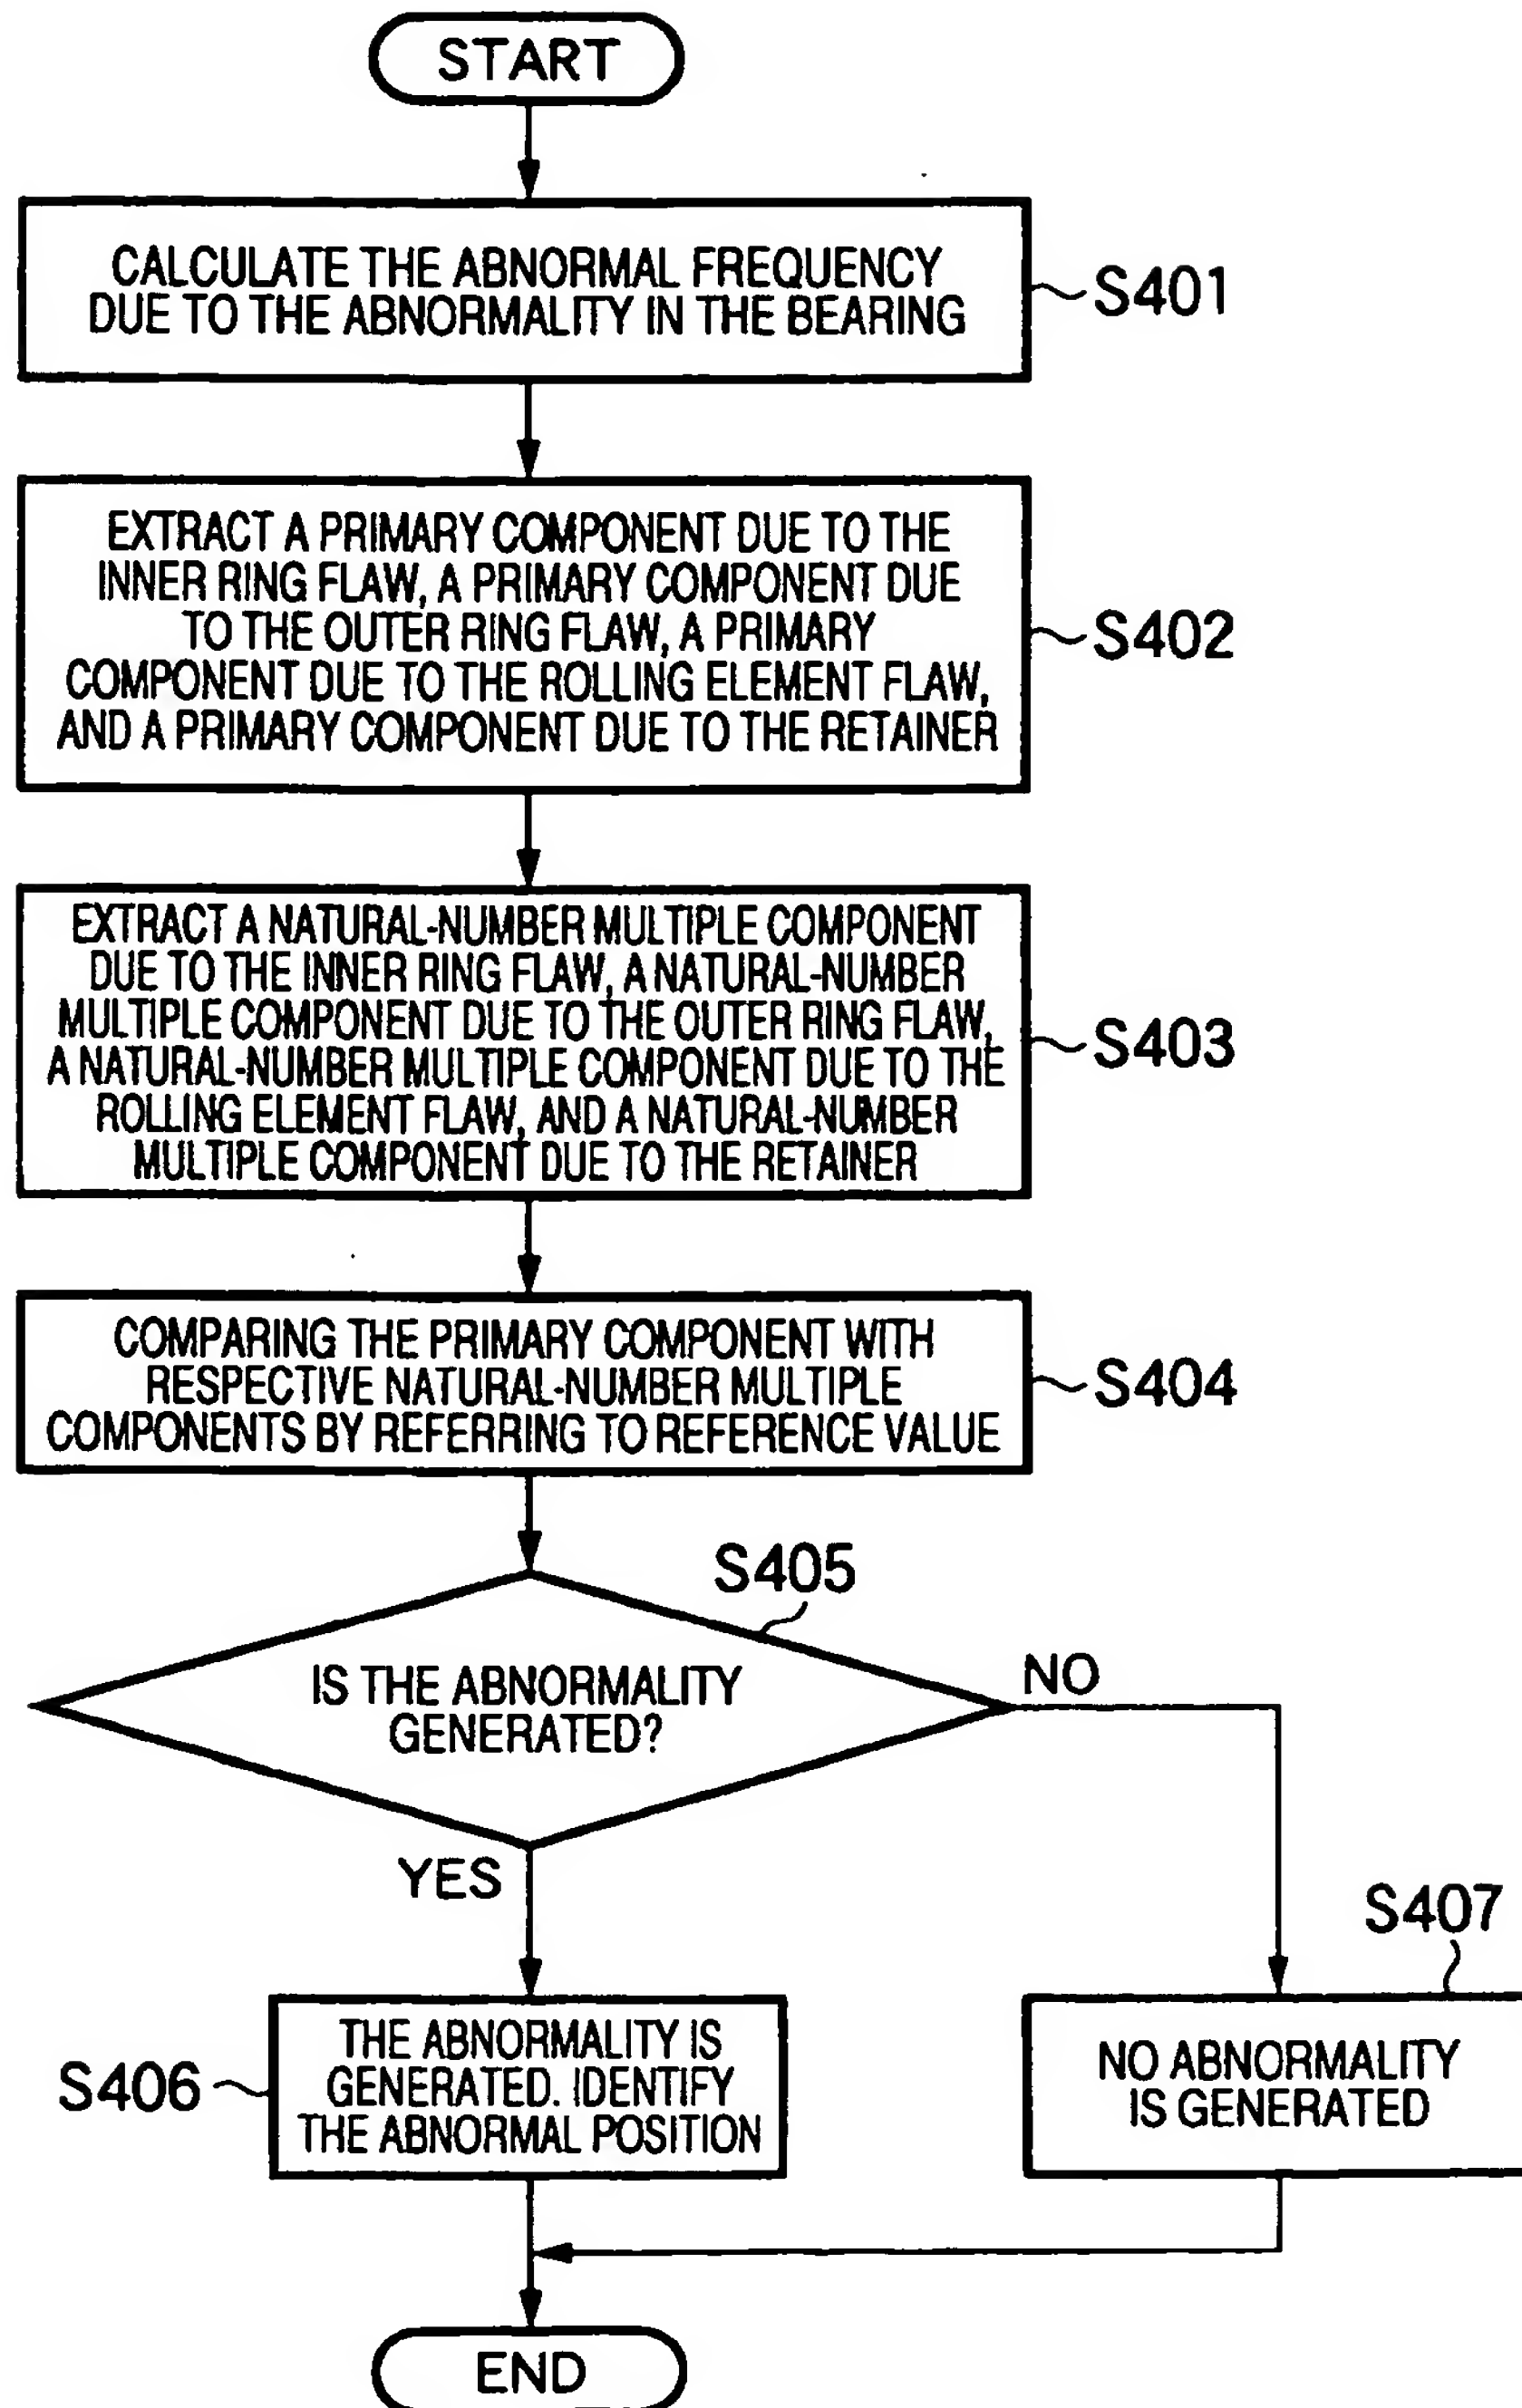 START
CALCULATE THE ABNORMAL FREQUENCY
DUE TO THE ABNORMALITY IN THE BEARING
S401
EXTRACT A PRIMARY COMPONENT DUE TO THE
INNER RING FLAW, A PRIMARY COMPONENT DUE
TO THE OUTER RING FLAW, A PRIMARY
COMPONENT DUE TO THE ROLLING ELEMENT FLAW,
AND A PRIMARY COMPONENT DUE TO THE RETAINER
S402
EXTRACT A NATURAL-NUMBER MULTIPLE COMPONENT
DUE TO THE INNER RING FLAW, A NATURAL-NUMBER
MULTIPLE COMPONENT DUE TO THE OUTER RING FLAW,
A NATURAL-NUMBER MULTIPLE COMPONENT DUE TO THE
ROLLING ELEMENT FLAW, AND A NATURAL-NUMBER
MULTIPLE COMPONENT DUE TO THE RETAINER
S403
COMPARING THE PRIMARY COMPONENT WITH
RESPECTIVE NATURAL-NUMBER MULTIPLE
COMPONENTS BY REFERRING TO REFERENCE VALUE
S404
S405
IS THE ABNORMALITY
GENERATED?
NO
YES
S406
THE ABNORMALITY IS
GENERATED. IDENTIFY
THE ABNORMAL POSITION
S407
NO ABNORMALITY
IS GENERATED
END